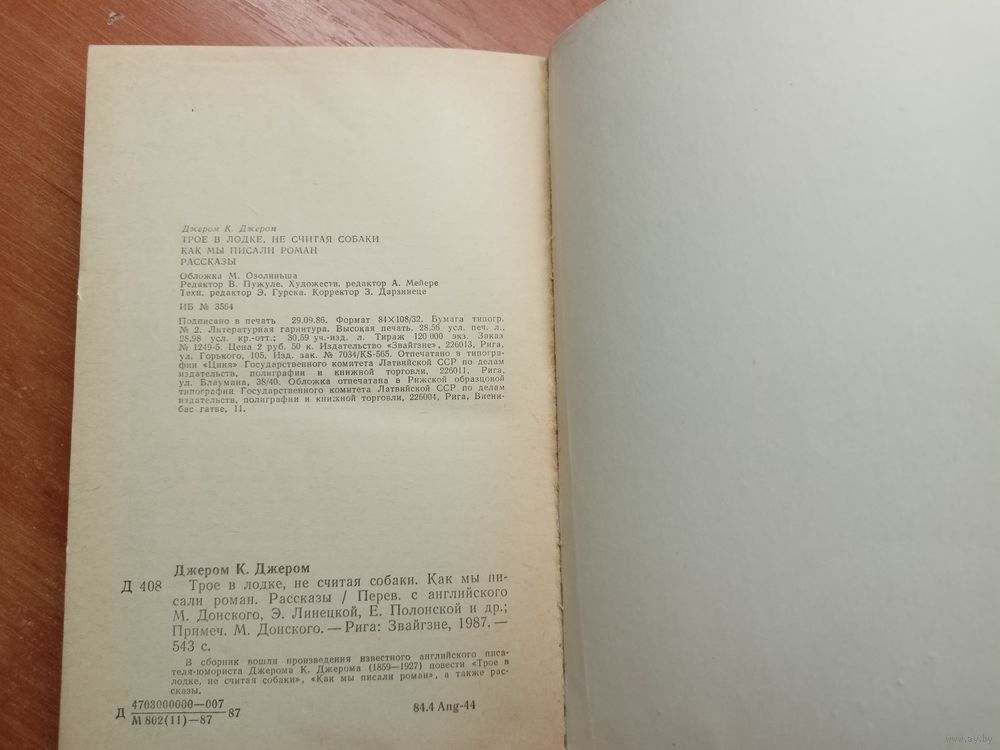 Джером К. Джером
ТРОЕ В ЛОДКЕ, НЕ СЧИТАЯ СОБАКИ
КАК МЫ ПИСАЛИ РОМАН
РАССКАЗЫ
Обложка М. Озолиньша
Редактор В. Пужуле. Художеств. редактор А. Мейере
Техн. редактор Э. Гурска. Корректор З. Дарзниеце
ИБ № 3564
Подписано в печать 29.09.86. Формат 84×108/32. Бумага типогр.
№ 2. Литературная гарнитура. Высокая печать. 28,56 усл. печ. л.,
28,98 усл. кр.-отт.; 30,59 уч.-изд. л. Тираж 120 000 экз. Заказ
№ 1249-5. Цена 2 руб. 50 к. Издательство «Звайгзне», 226013, Рига,
ул. Горького, 105. Изд. зак. № 7034/KS-565. Отпечатано в типогра-
фии «Циня» Государственного комитета Латвийской ССР по делам
издательств, полиграфии и книжной торговли, 226011, Рига,
ул. Блаумана, 38/40. Обложка отпечатана в Рижской образцовой
типографии Государственного комитета Латвийской ССР по делам
издательств, полиграфии и книжной торговли, 226004, Рига, Виени-
бас гатве, 11.
Джером К. Джером
Д 408 Трое в лодке, не считая собаки. Как мы пи-
сали роман. Рассказы / Перев. с английского
М. Донского, Э. Линецкой, Е. Полонской и др.;
Примеч. М. Донского. — Рига: Звайгзне, 1987. —
543 с.
В сборник вошли произведения известного английского писа-
теля-юмориста Джерома К. Джерома (1859—1927) повести «Трое в
лодке, не считая собаки», «Как мы писали роман», а также рас-
сказы.
Д 4703000000—007 87 84.4 Ang-44
М 802(11)—87
www.ay.by